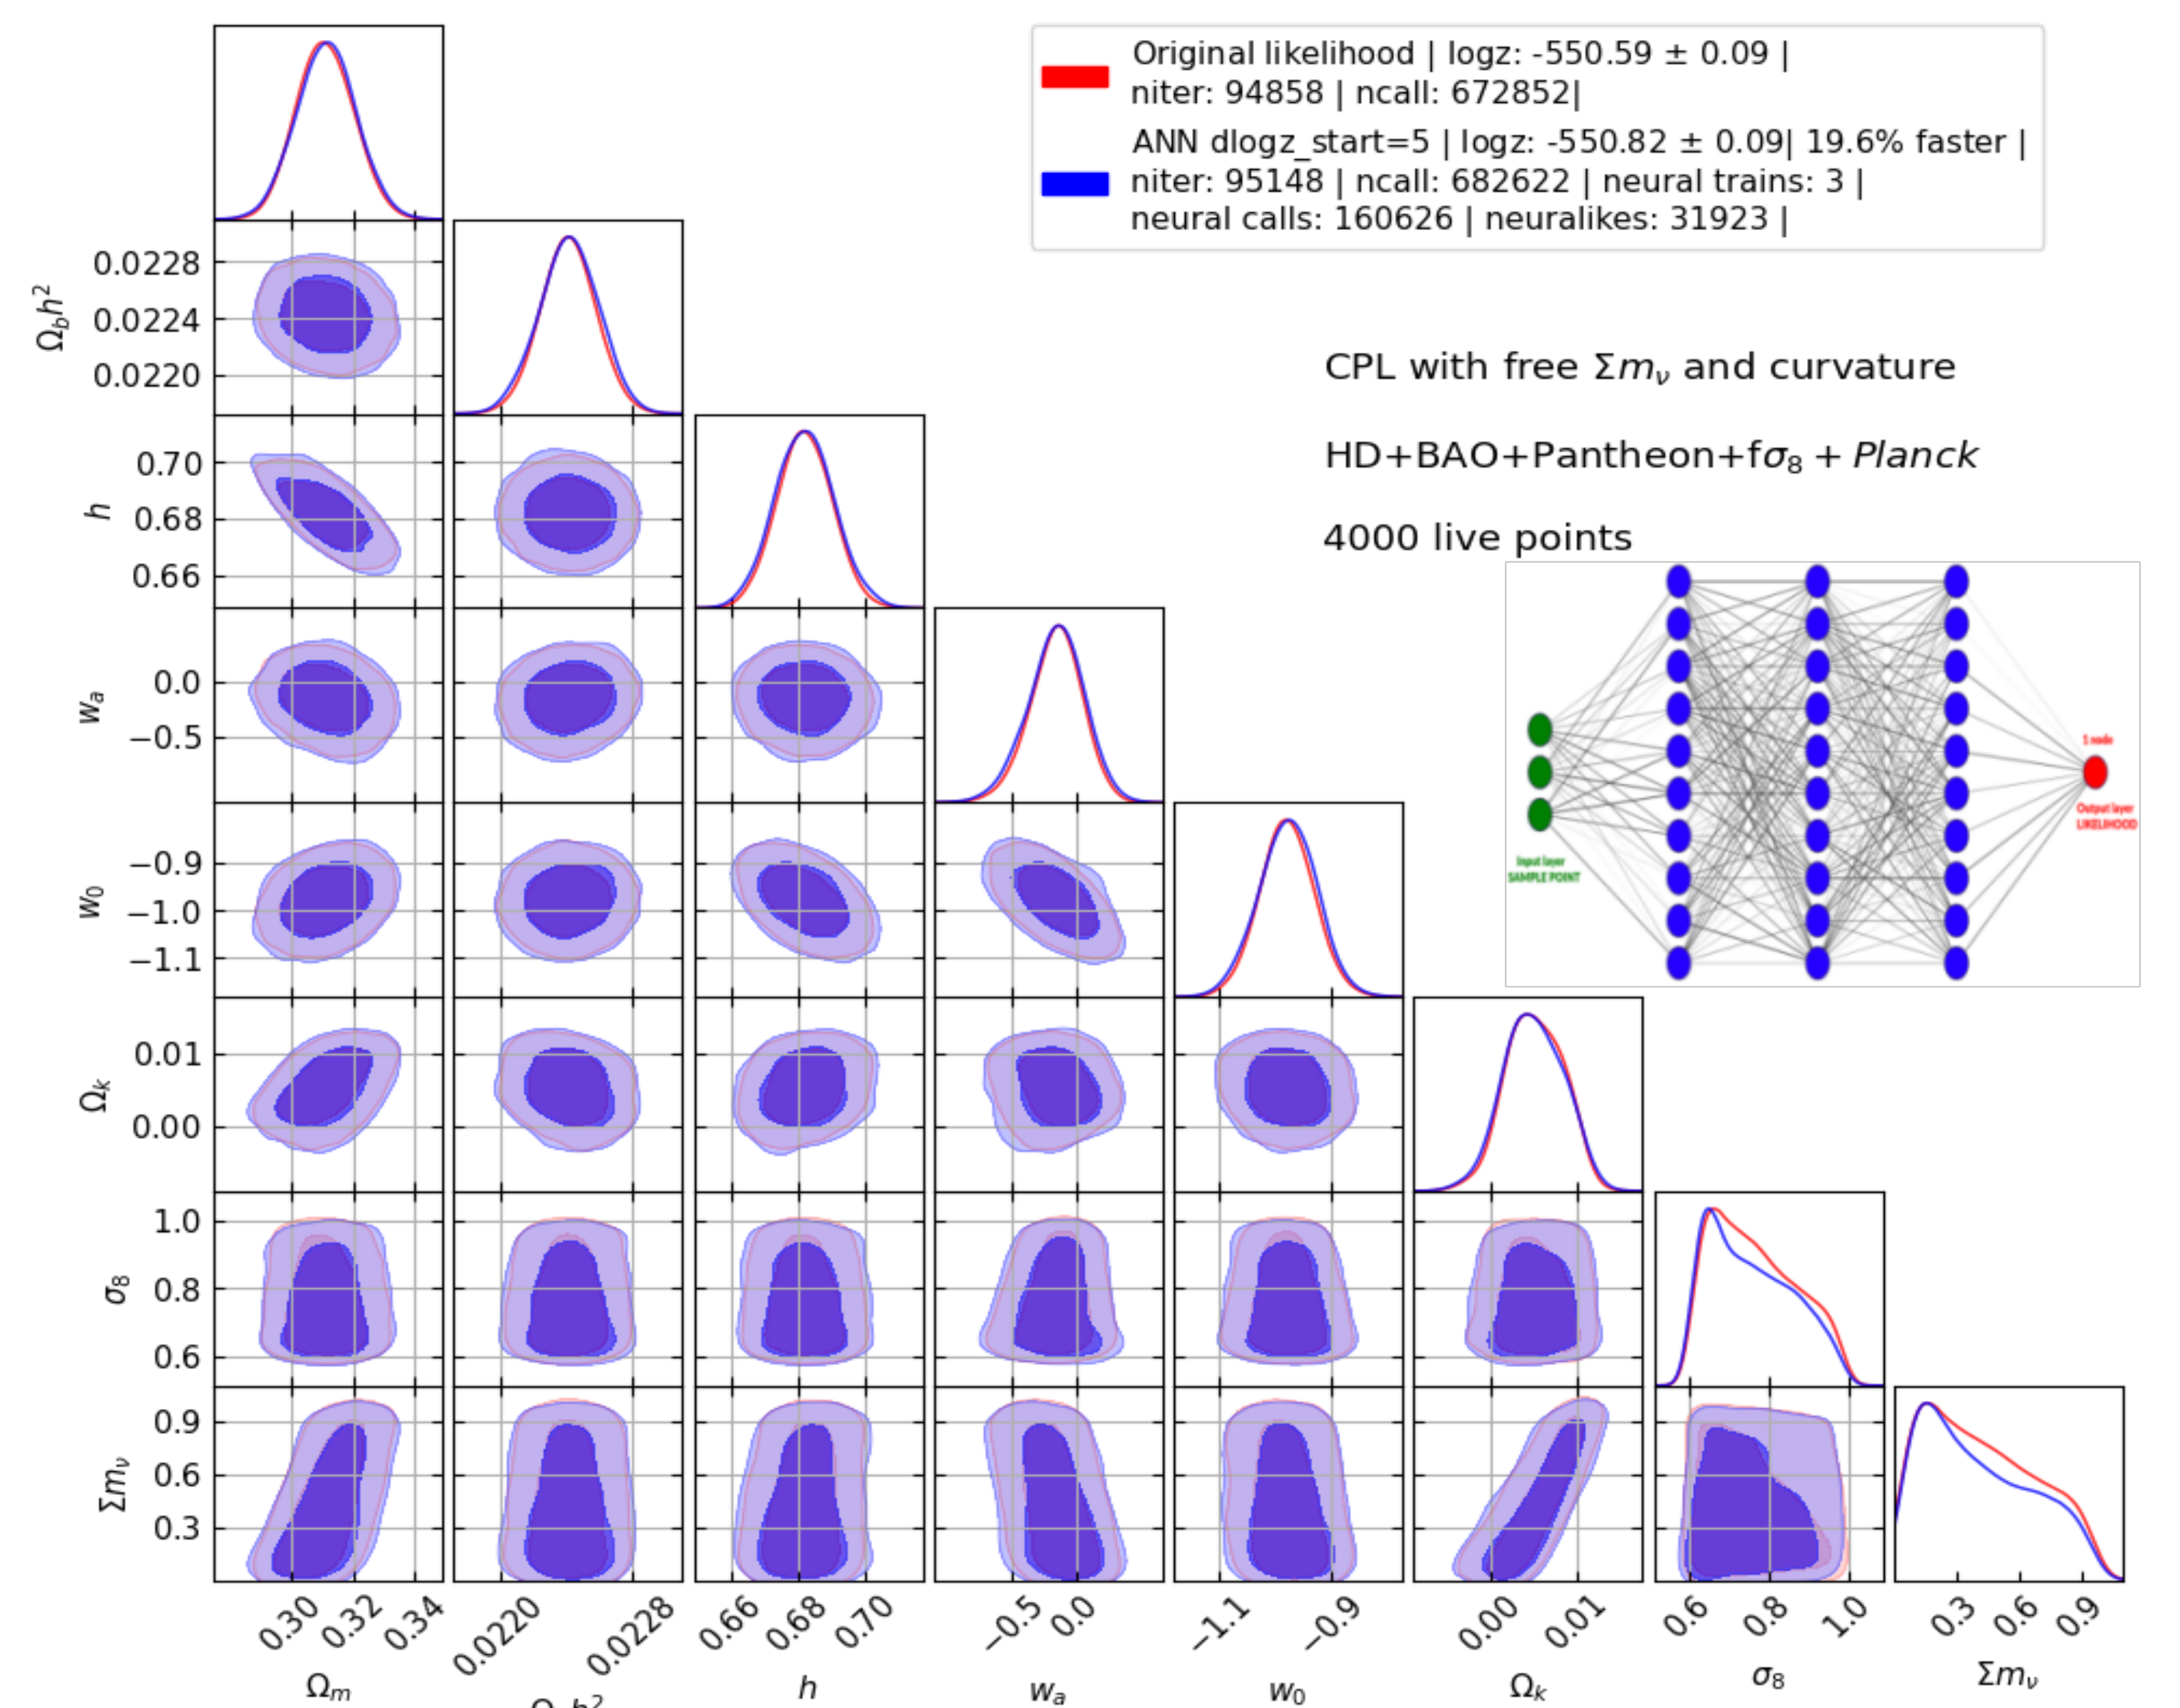 Original likelihood | logz: -550.59 ± 0.09 |
niter: 94858 | ncall: 672852|
ANN dlogz_start=5 | logz: -550.82 ± 0.09| 19.6% faster |
niter: 95148 | ncall: 682622 | neural trains: 3 |
neural calls: 160626 | neuralikes: 31923 |
CPL with free Σm_ν and curvature
HD+BAO+Pantheon+fσ₈ + Planck
4000 live points
1 node
Output layer
LIKELIHOOD
Input layer
SAMPLE POINT
Ω_b h²
0.0228
0.0224
0.0220
h
0.70
0.68
0.66
w_a
0.0
−0.5
w₀
−0.9
−1.0
−1.1
Ω_k
0.01
0.00
σ₈
1.0
0.8
0.6
Σm_ν
0.9
0.6
0.3
0.30 0.32 0.34 0.0220 0.0228 0.66 0.68 0.70 −0.5 0.0 −1.1 −0.9 0.00 0.01 0.6 0.8 1.0 0.3 0.6 0.9
Ω_m h w_a w₀ Ω_k σ₈ Σm_ν